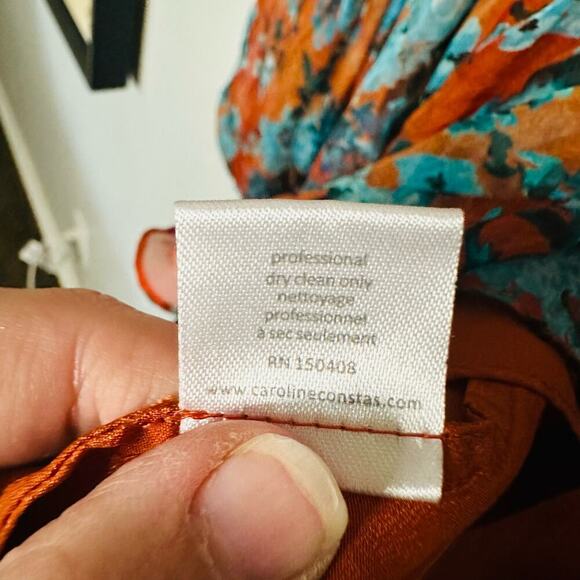 professional
dry clean only
nettoyage
professionnel
à sec seulement
RN 150408
www.carolineconstas.com